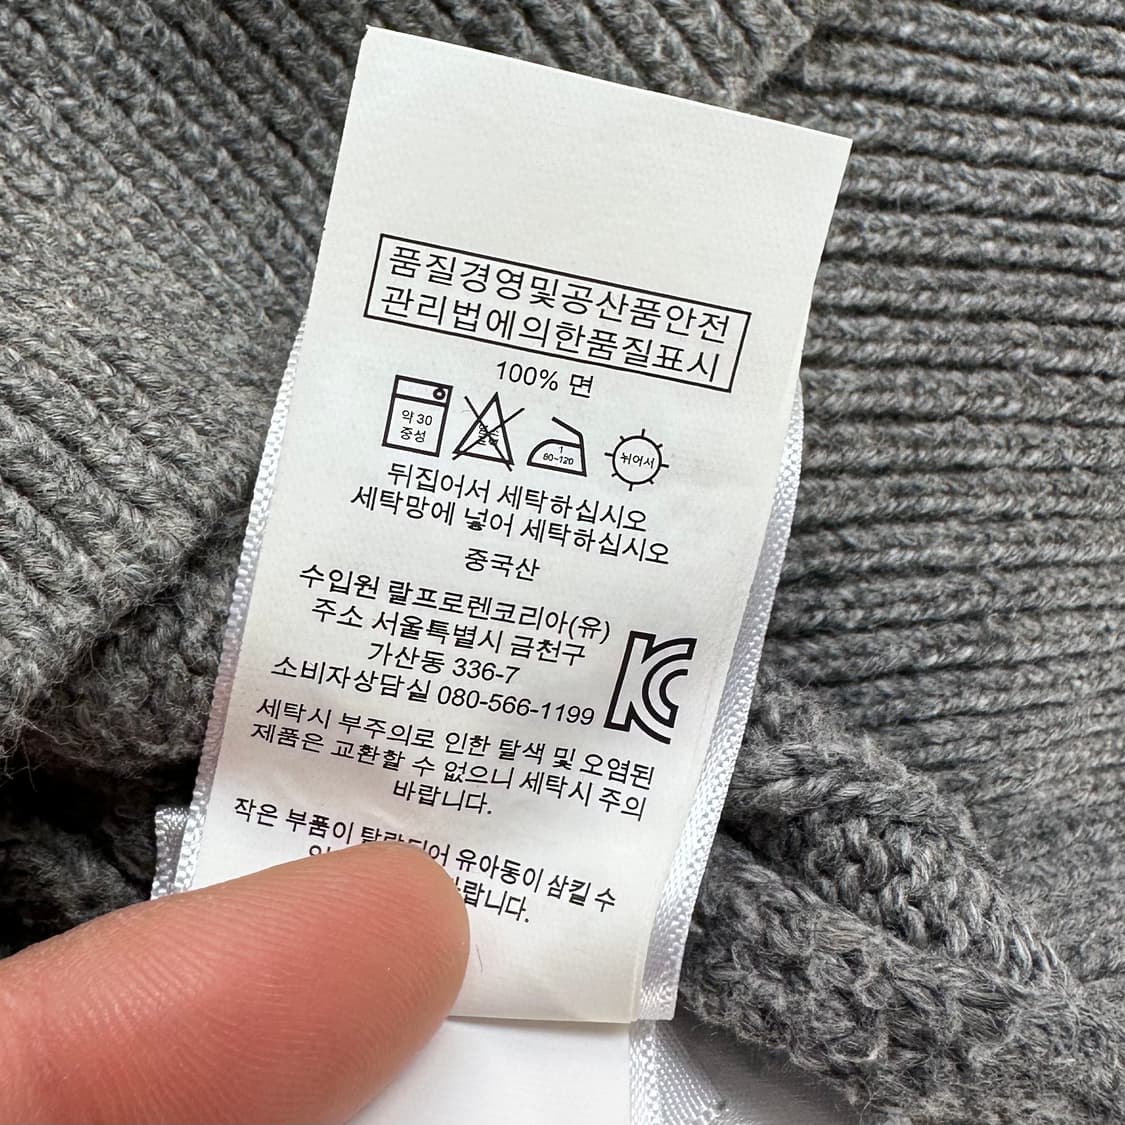 품질경영및공산품안전
관리법에의한품질표시
100% 면
약 30
중성
1
80~120
뉘어서
뒤집어서 세탁하십시오
세탁망에 넣어 세탁하십시오
중국산
수입원 랄프로렌코리아(유)
주소 서울특별시 금천구
가산동 336-7
소비자상담실 080-566-1199
세탁시 부주의로 인한 탈색 및 오염된
제품은 교환할 수 없으니 세탁시 주의
바랍니다.
작은 부품이 탈락되어 유아동이 삼킬 수
바랍니다.